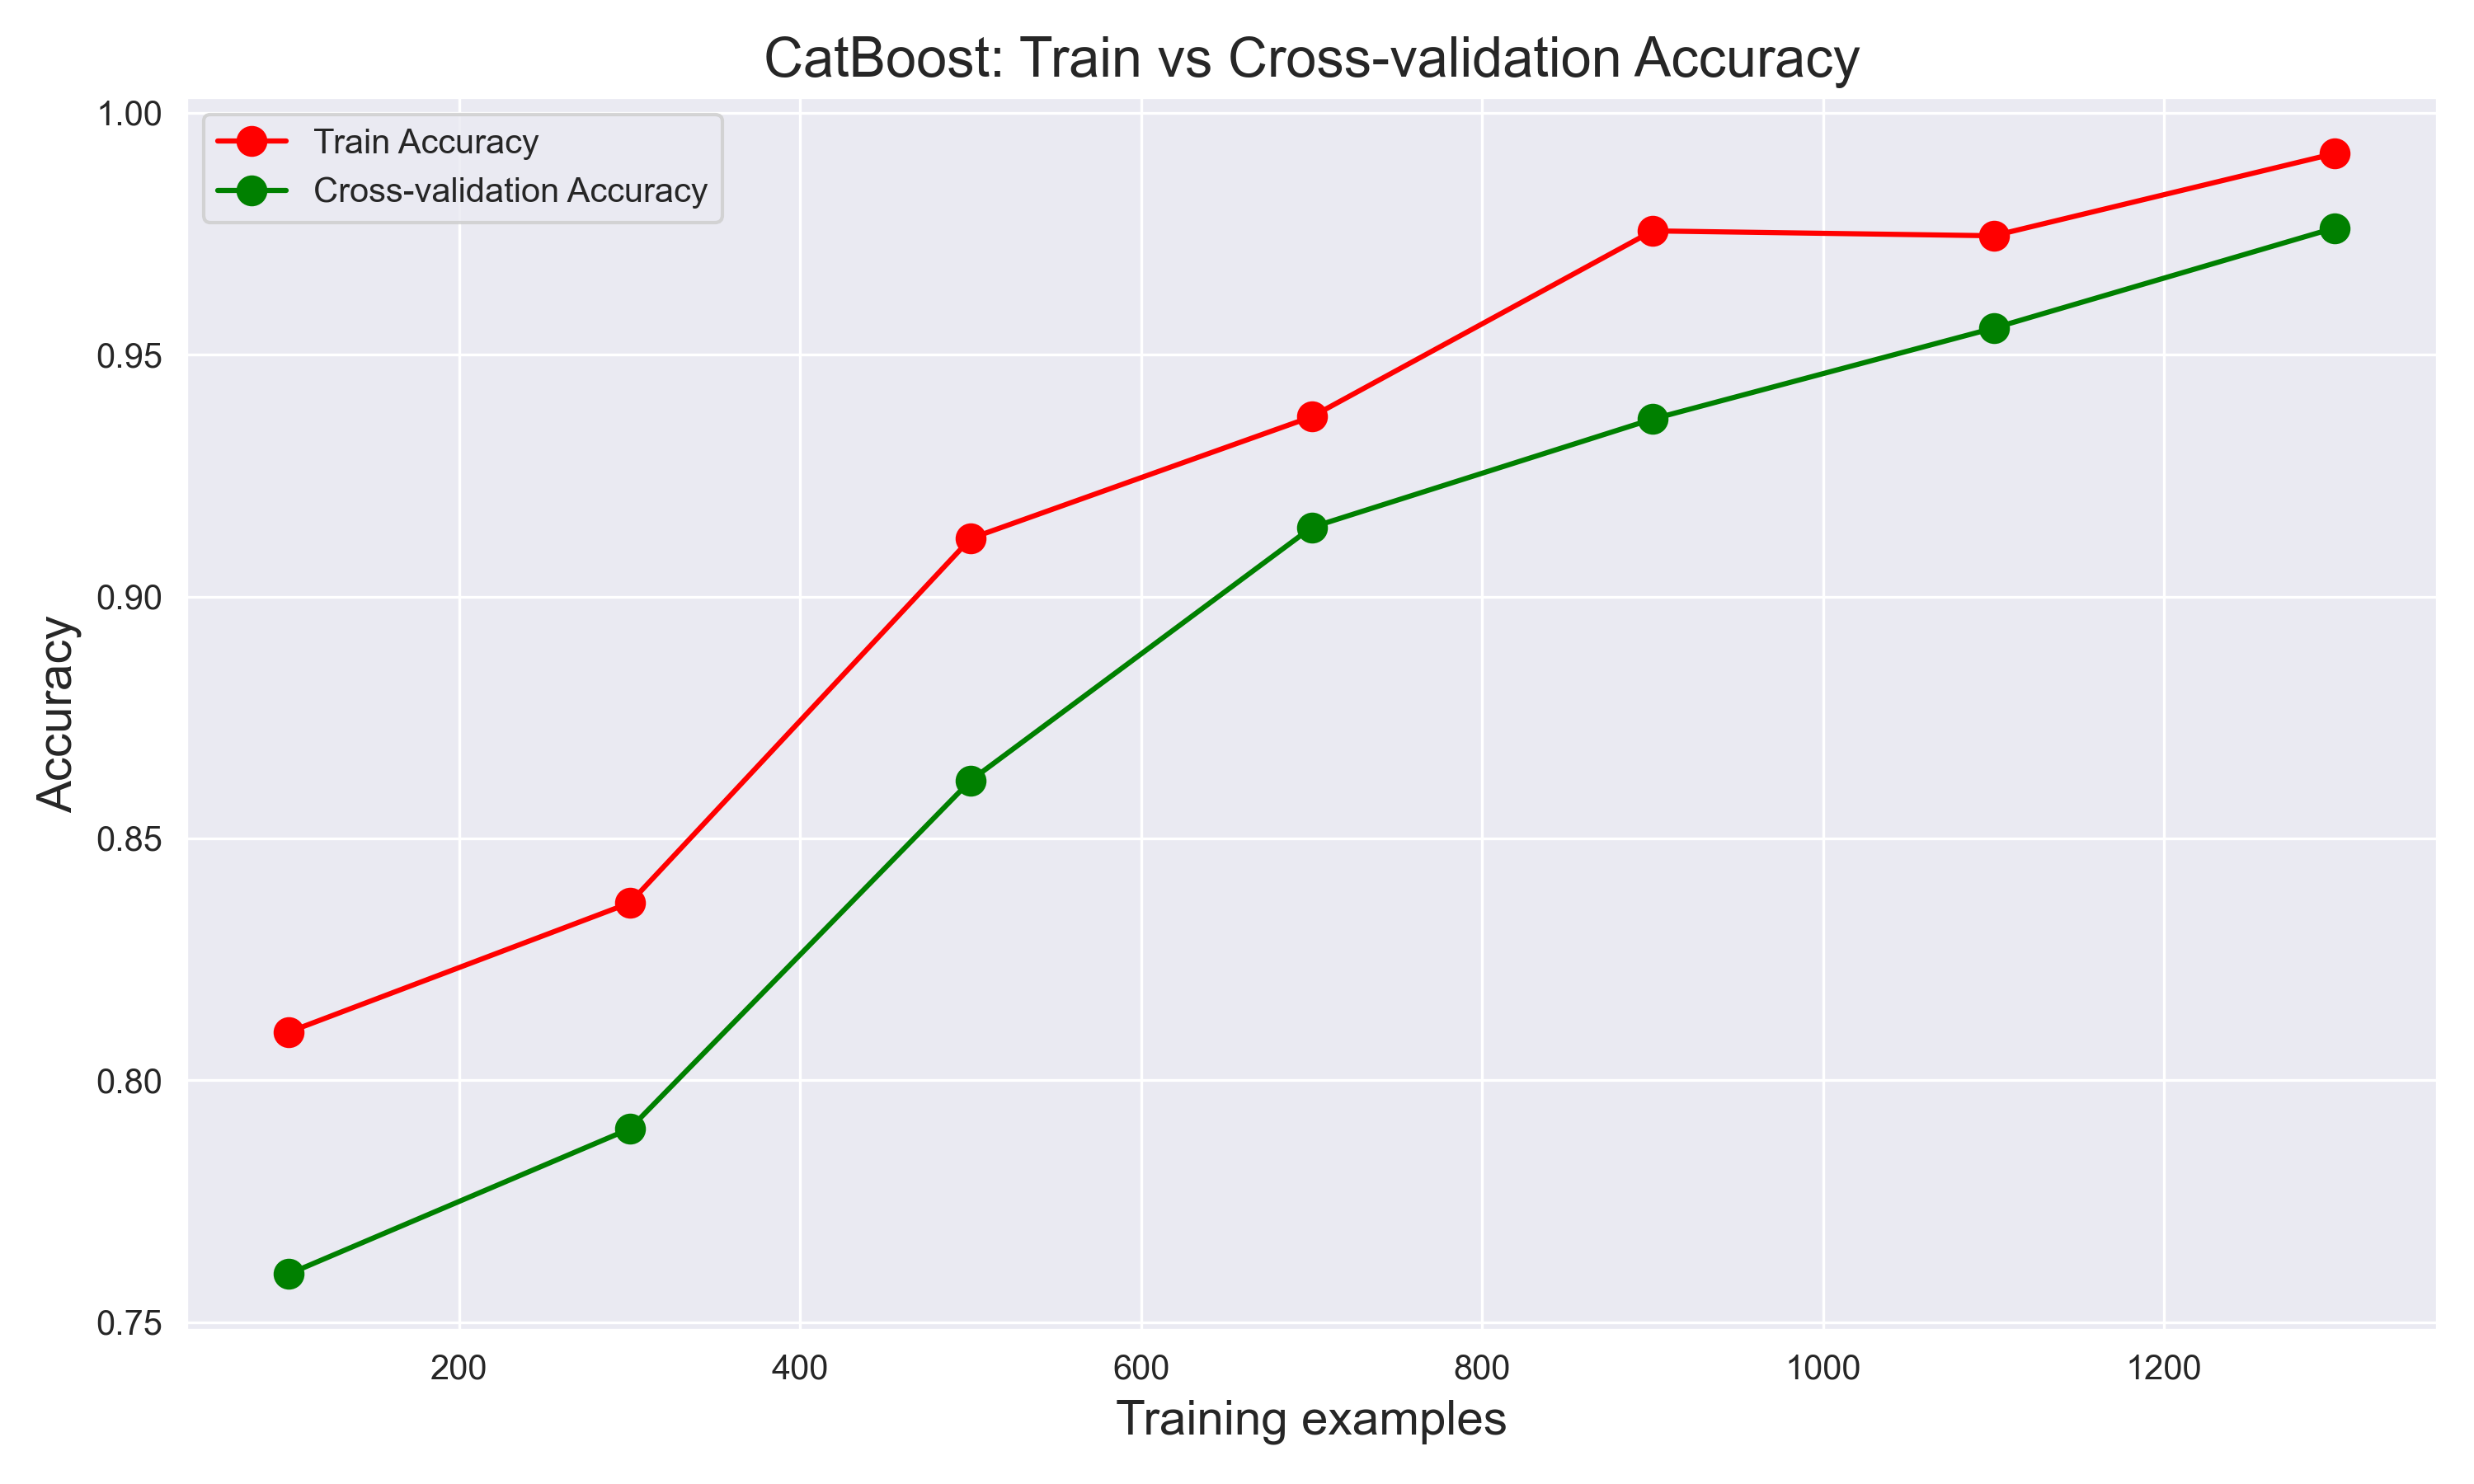 CatBoost: Train vs Cross-validation Accuracy
Train Accuracy
Cross-validation Accuracy
1.00
0.95
0.90
0.85
0.80
0.75
Accuracy
200 400 600 800 1000 1200
Training examples